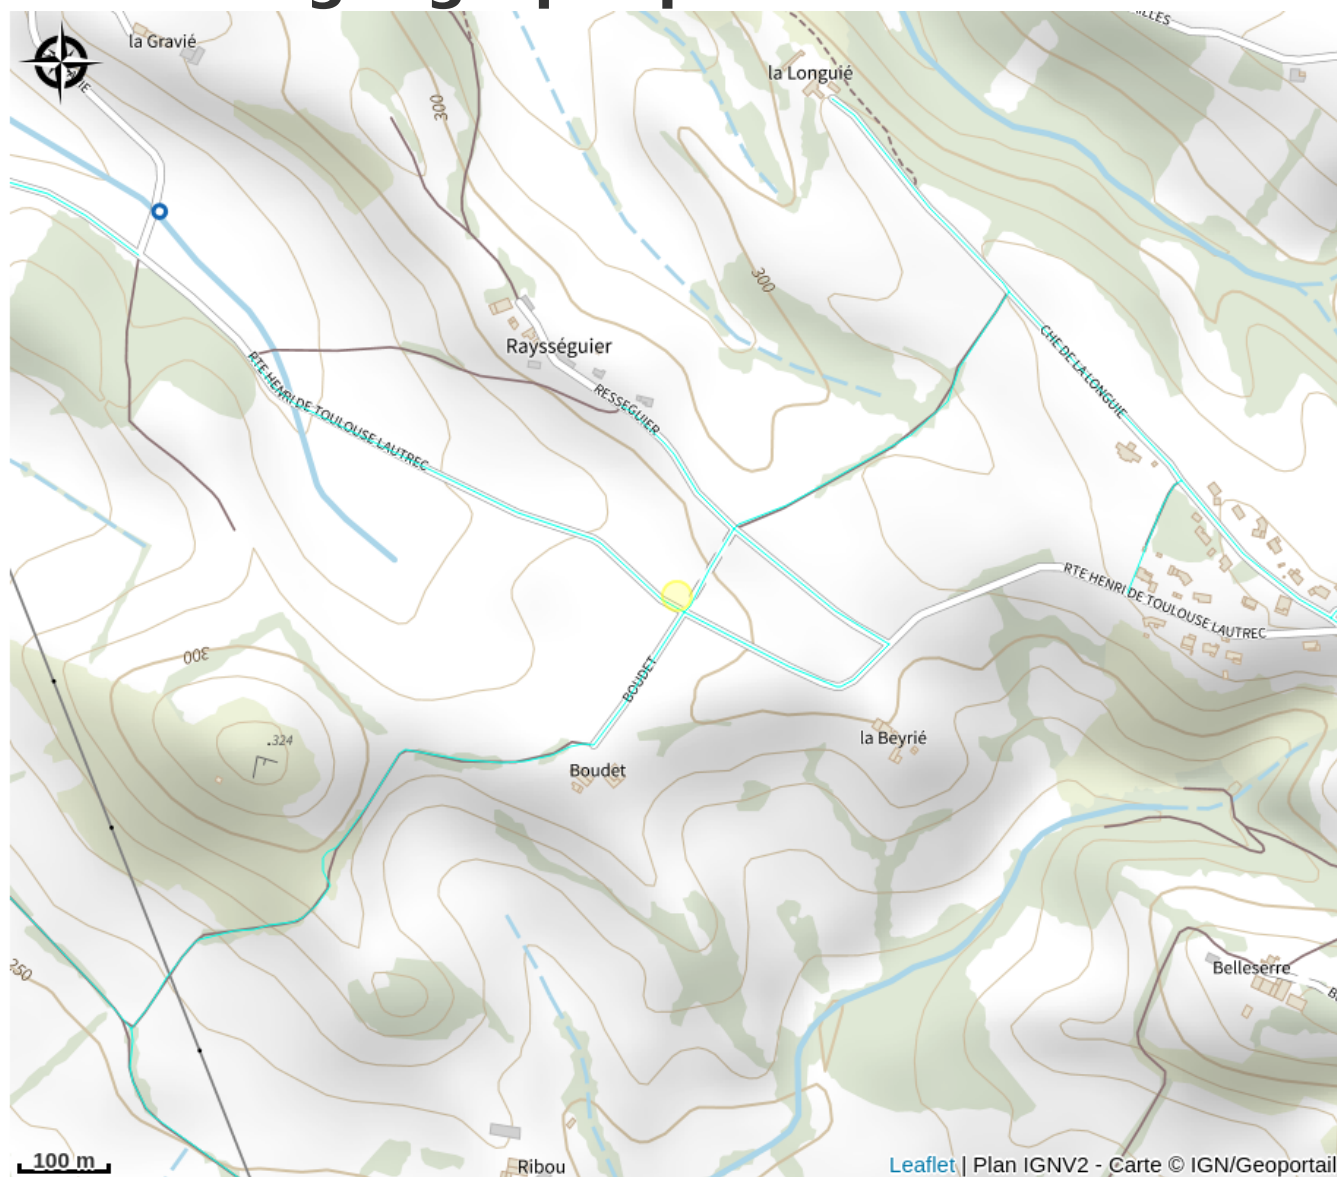 la Gravié
la Longuié
300
300
Raysséguier
RESSEGUIER
CHE DE LA LONGUIE
RTE HENRI DE TOULOUSE LAUTREC
RTE HENRI DE TOULOUSE LAUTREC
BOUDET
300
.324
la Beyrié
Boudet
250
Belleserre
Ribou
100 m
Leaflet | Plan IGNV2 - Carte © IGN/Geoportail